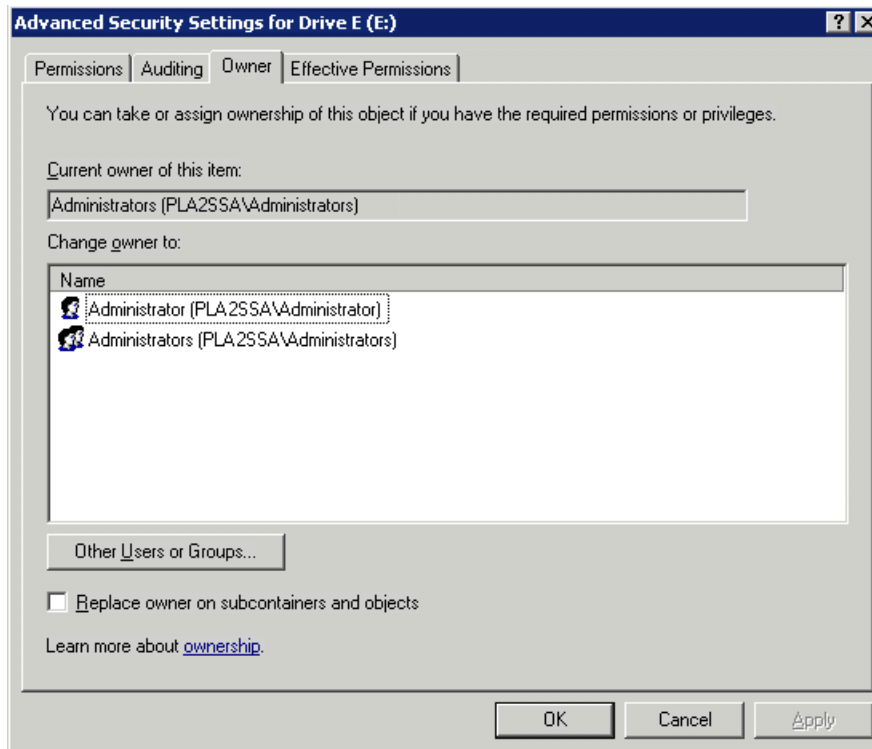 Advanced Security Settings for Drive E (E:)
Permissions Auditing Owner Effective Permissions
You can take or assign ownership of this object if you have the required permissions or privileges.
Current owner of this item:
Administrators (PLA2SSA\Administrators)
Change owner to:
Name
Administrator (PLA2SSA\Administrator)
Administrators (PLA2SSA\Administrators)
Other Users or Groups...
Replace owner on subcontainers and objects
Learn more about ownership.
OK Cancel Apply